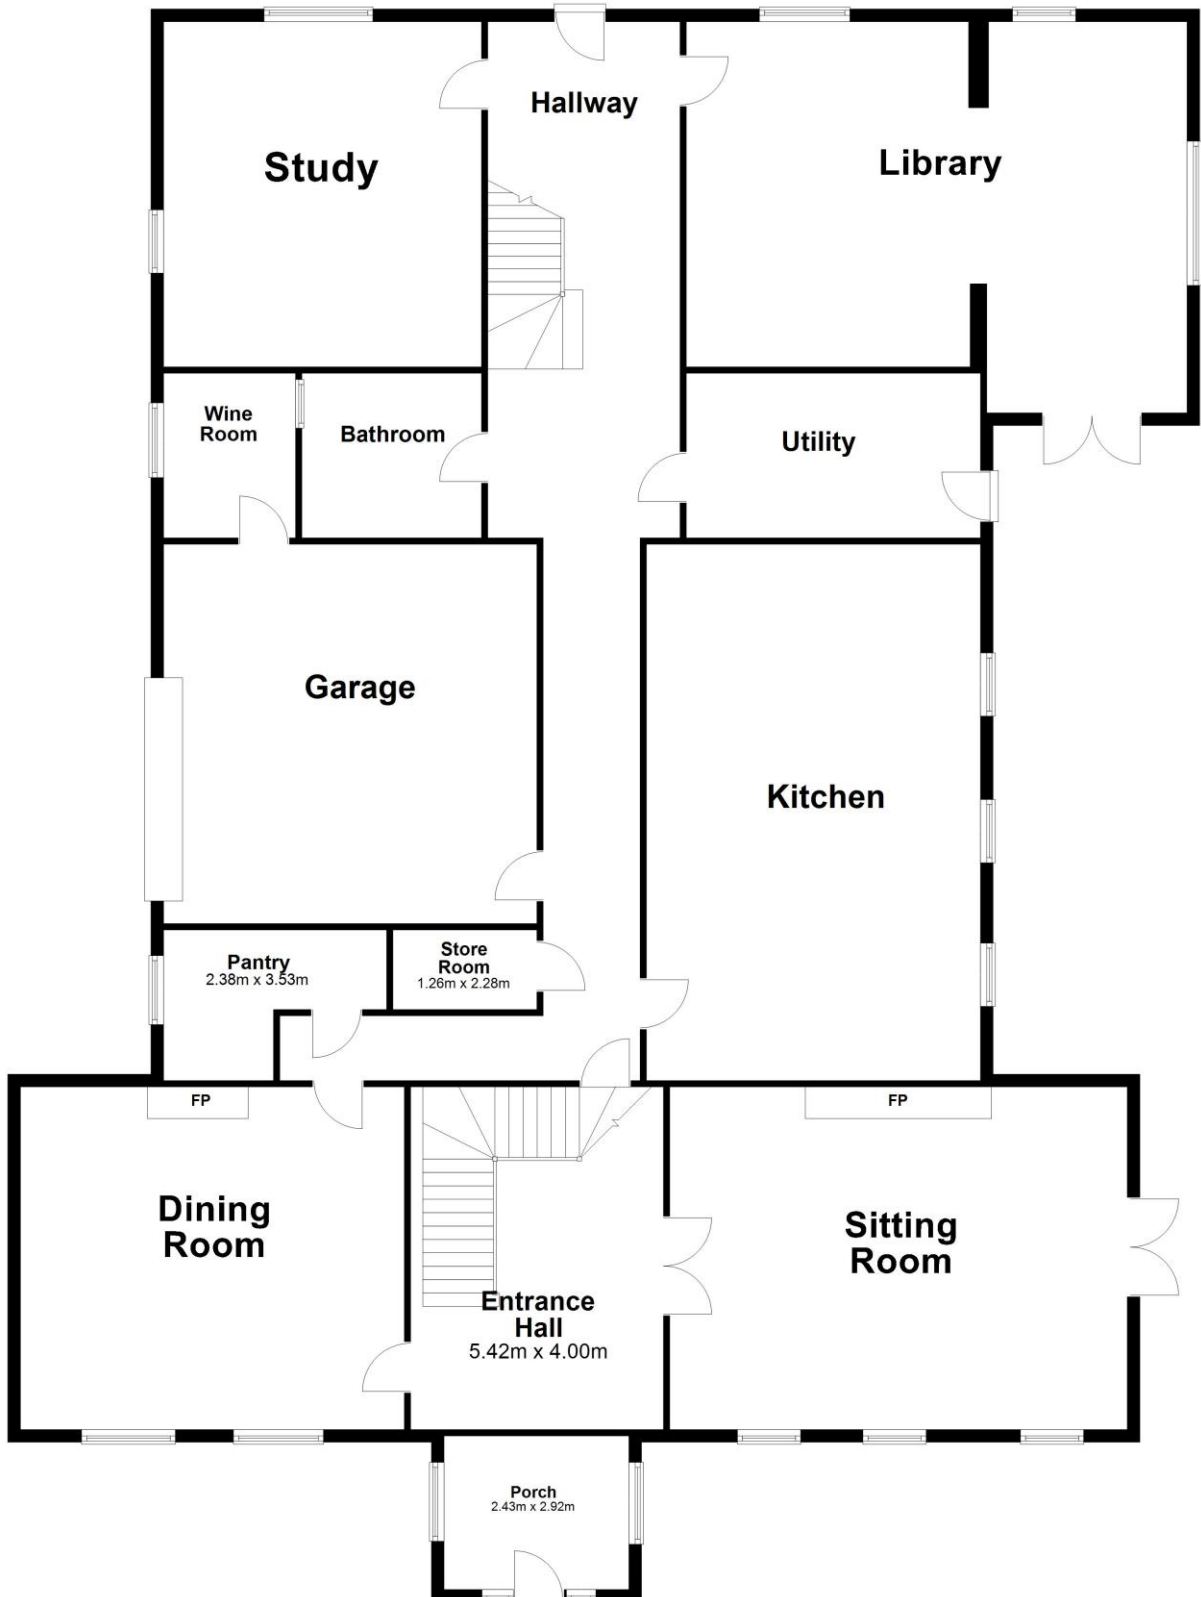 Hallway
Study
Library
Wine
Room
Bathroom
Utility
Garage
Kitchen
Pantry
2.38m x 3.53m
Store
Room
1.26m x 2.28m
FP
FP
Dining
Room
Sitting
Room
Entrance
Hall
5.42m x 4.00m
Porch
2.43m x 2.92m